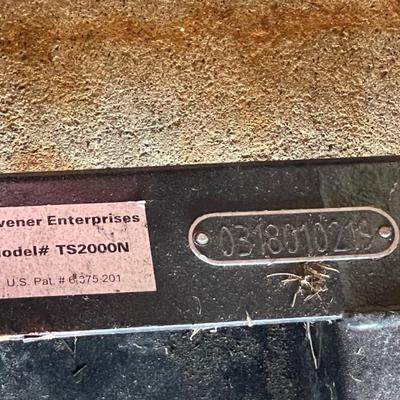 vener Enterprises
odel# TS2000N
U.S. Pat. # 6,375,201
0318010219